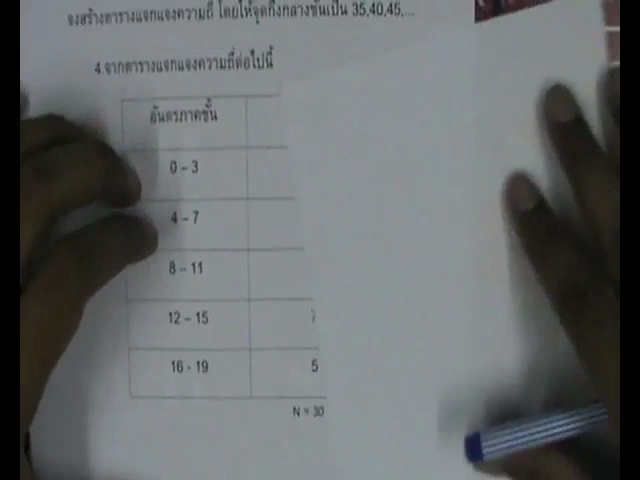 จงสร้างตารางแจกแจงความถี่ โดยให้จุดกึ่งกลางชั้นเป็น 35,40,45,...
4.จากตารางแจกแจงความถี่ต่อไปนี้
อันตรภาคชั้น
0 – 3
4 – 7
8 – 11
12 – 15
16 - 19 5
N = 30